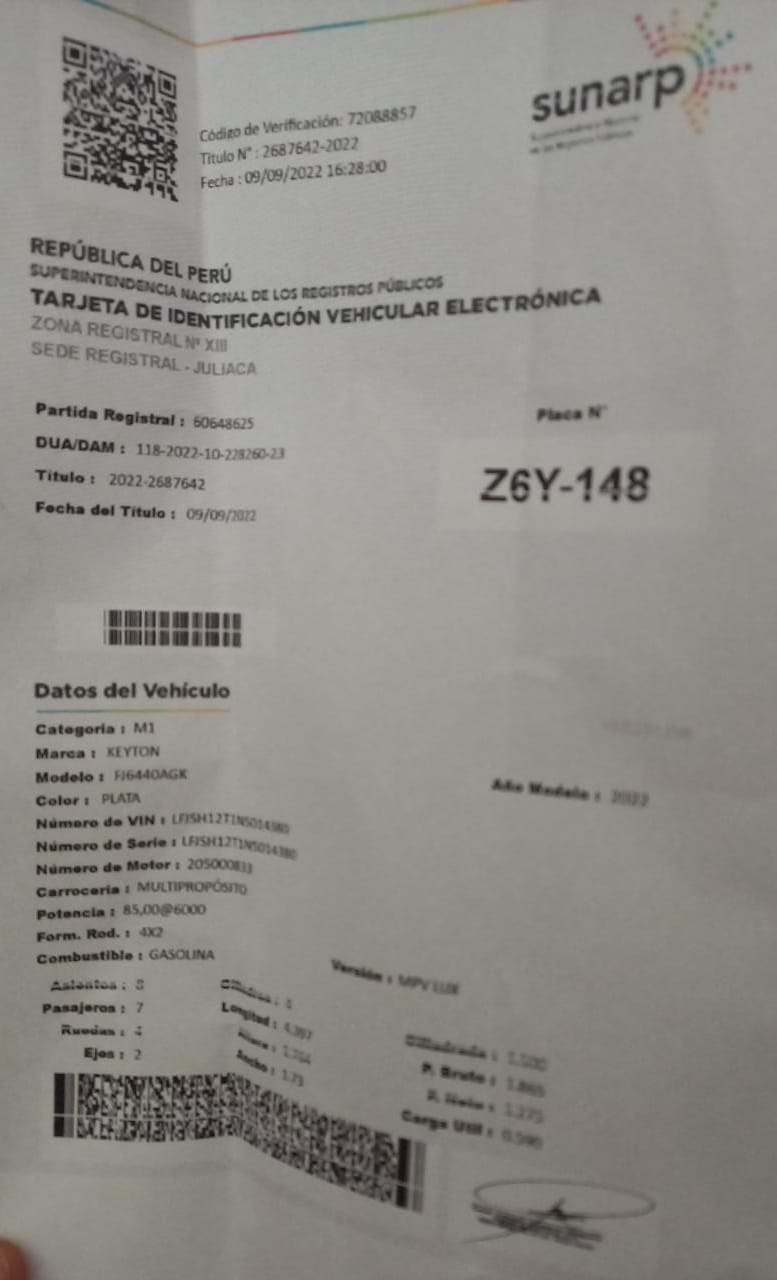 sunarp
Código de Verificación: 72088857
Título N° : 2687642-2022
Fecha : 09/09/2022 16:28:00
REPÚBLICA DEL PERÚ
SUPERINTENDENCIA NACIONAL DE LOS REGISTROS PÚBLICOS
TARJETA DE IDENTIFICACIÓN VEHICULAR ELECTRÓNICA
ZONA REGISTRAL Nº XIII
SEDE REGISTRAL - JULIACA
Partida Registral : 60648625
Placa N°
DUA/DAM : 118-2022-10-228260-23
Z6Y-148
Título : 2022-2687642
Fecha del Título : 09/09/2022
Datos del Vehículo
Categoría : M1
Marca : KEYTON
Modelo : FJ6440AGK
Año Modelo : 2022
Color : PLATA
Número de VIN : LFJSH12T1NS014380
Número de Serie : LFJSH12T1NS014380
Número de Motor : 205000833
Carrocería : MULTIPROPÓSITO
Potencia : 85,00@6000
Form. Rod. : 4X2
Combustible : GASOLINA
Versión : MPV LUX
Asientos : 8
Cilindros : 4
Pasajeros : 7
Longitud : 4.397
Cilindrada : 1.500
Ruedas : 4
Altura :
P. Bruto : 1.865
Ejes : 2
Ancho : 1.73
P. Neto : 1.275
Carga Util : 0.590